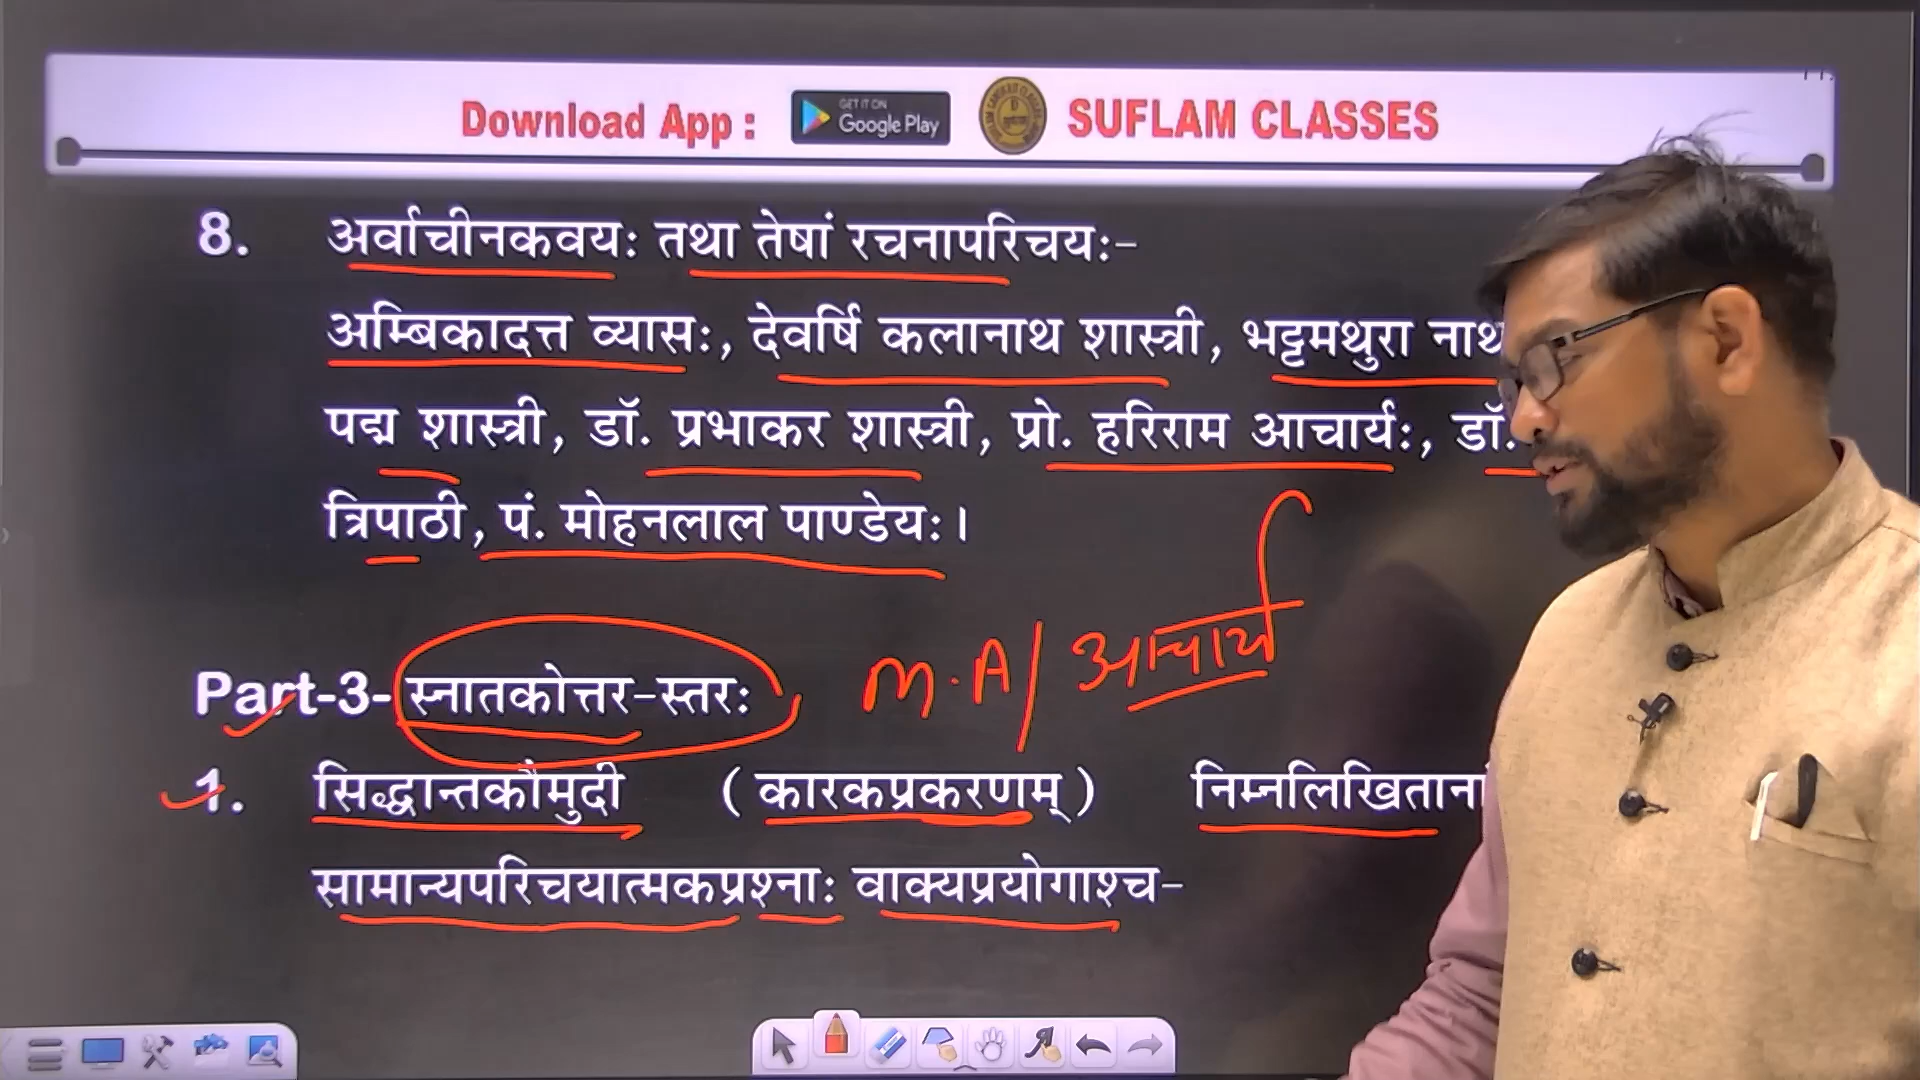 Download App : GET IT ON Google Play SUFLAM CLASSES
8. अर्वाचीनकवयः तथा तेषां रचनापरिचयः-
अम्बिकादत्त व्यासः, देवर्षि कलानाथ शास्त्री, भट्टमथुरा नाथ
पद्म शास्त्री, डॉ. प्रभाकर शास्त्री, प्रो. हरिराम आचार्यः, डॉ.
त्रिपाठी, पं. मोहनलाल पाण्डेयः।
M.A/आचार्य
Part-3- स्नातकोत्तर-स्तरः
1. सिद्धान्तकौमुदी (कारकप्रकरणम्)
सामान्यपरिचयात्मकप्रश्नाः वाक्यप्रयोगाश्च-